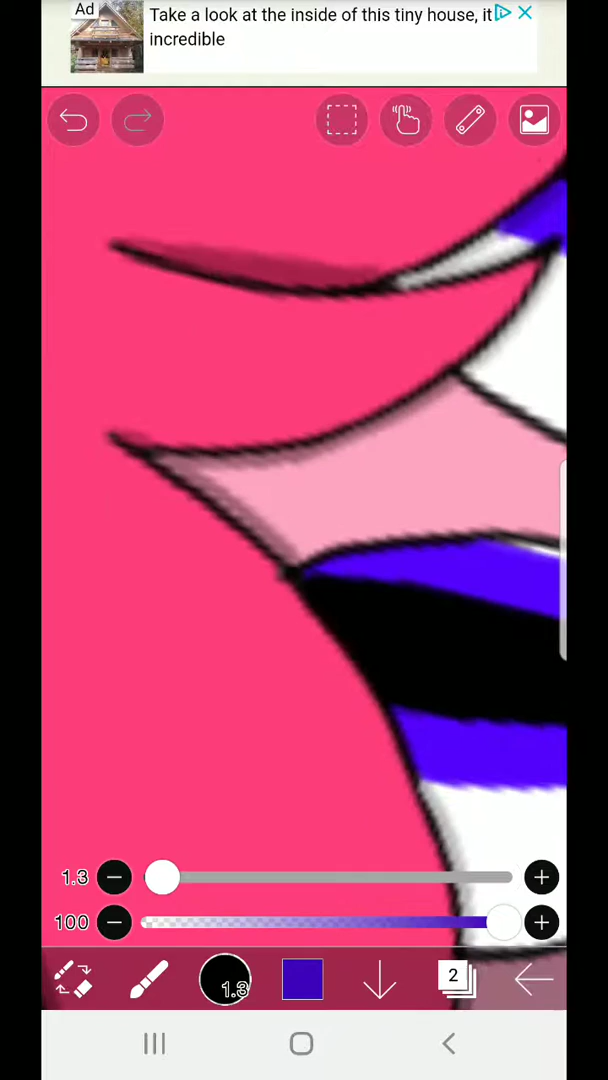 Ad
Take a look at the inside of this tiny house, it
incredible
1.3
100
1.3
2